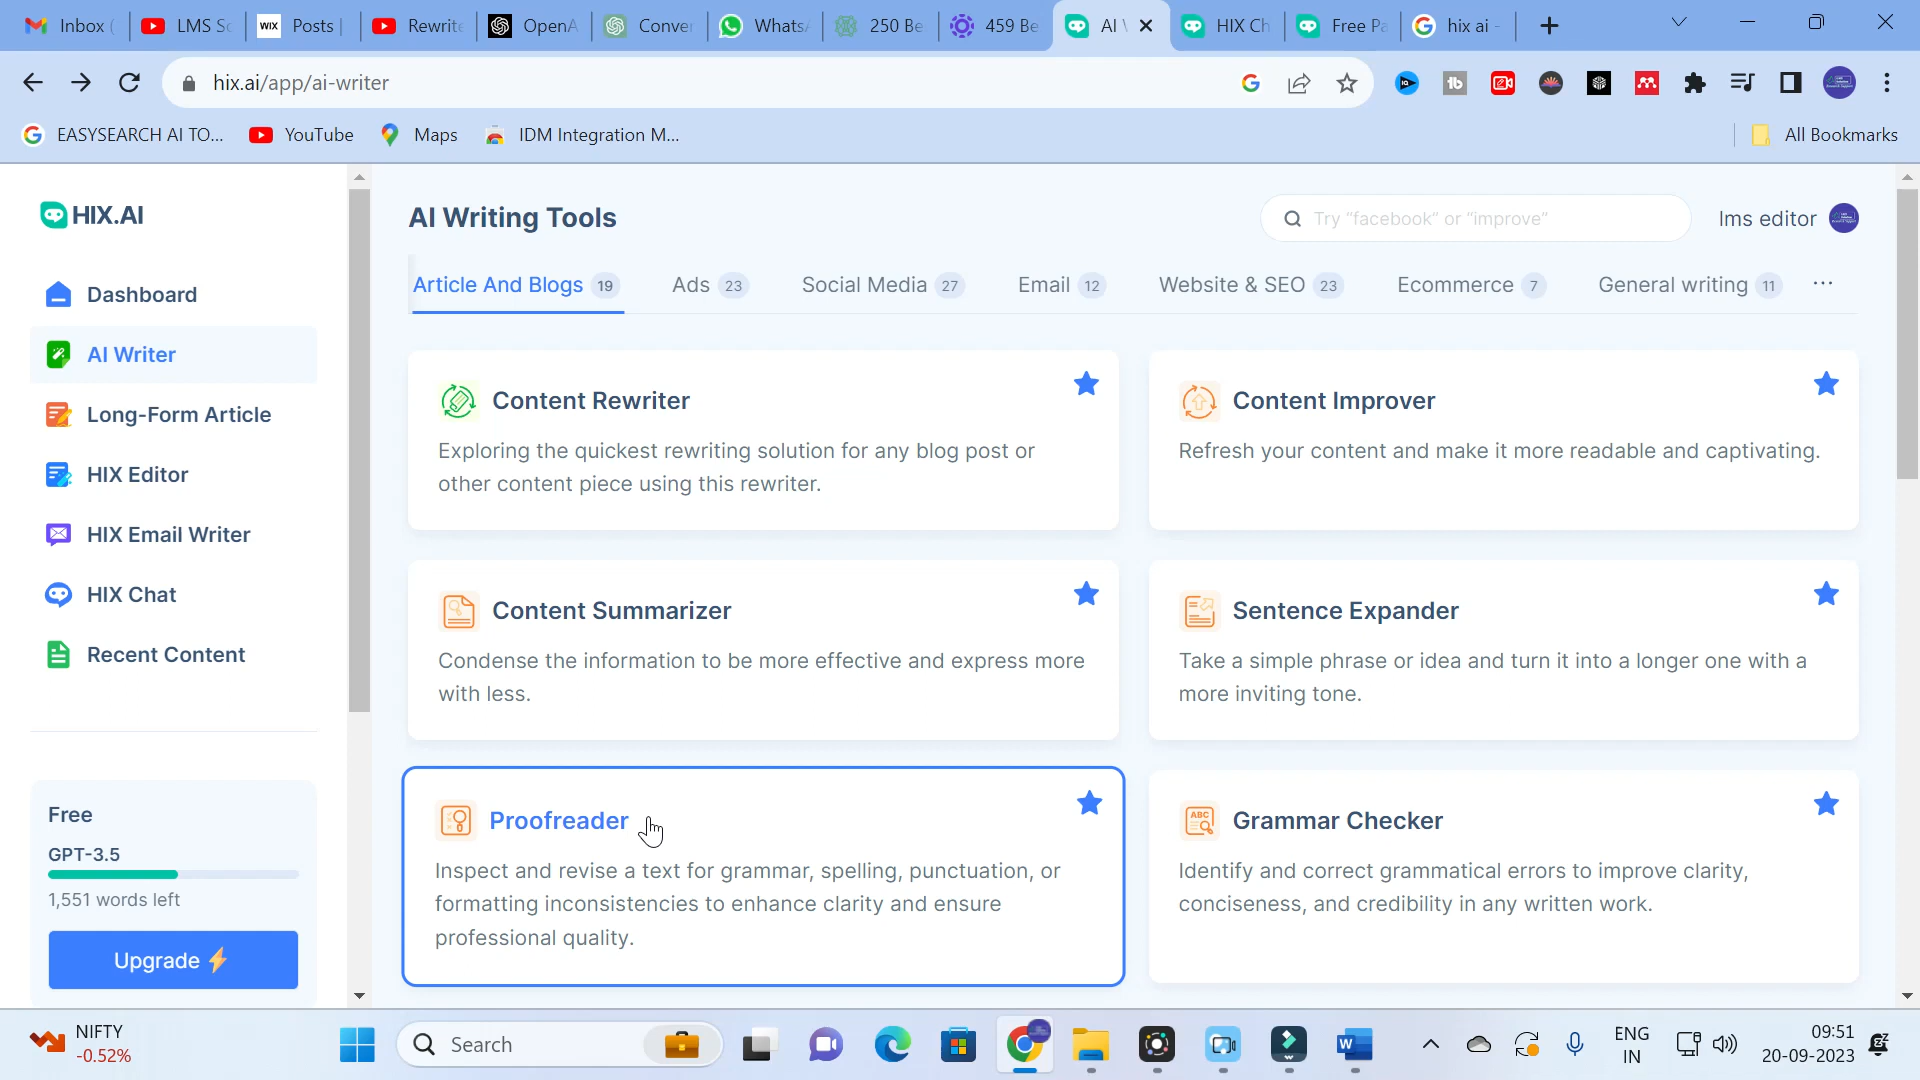 Inbox
LMS Sc
WIX Posts |
Rewrite
OpenA
Conver
Whats
250 Be
459 Be
AI
HIX Ch
Free Pa
hix ai -
hix.ai/app/ai-writer
EASYSEARCH AI TO...
YouTube
Maps
IDM Integration M...
All Bookmarks
HIX.AI
Dashboard
AI Writer
Long-Form Article
HIX Editor
HIX Email Writer
HIX Chat
Recent Content
Free
GPT-3.5
1,551 words left
Upgrade
AI Writing Tools
Try "facebook" or "improve"
lms editor
Article And Blogs 19
Ads 23
Social Media 27
Email 12
Website & SEO 23
Ecommerce 7
General writing 11
...
Content Rewriter
Exploring the quickest rewriting solution for any blog post or
other content piece using this rewriter.
Content Improver
Refresh your content and make it more readable and captivating.
Content Summarizer
Condense the information to be more effective and express more
with less.
Sentence Expander
Take a simple phrase or idea and turn it into a longer one with a
more inviting tone.
Proofreader
Inspect and revise a text for grammar, spelling, punctuation, or
formatting inconsistencies to enhance clarity and ensure
professional quality.
ABC
Grammar Checker
Identify and correct grammatical errors to improve clarity,
conciseness, and credibility in any written work.
NIFTY
-0.52%
Search
ENG
IN
09:51
20-09-2023